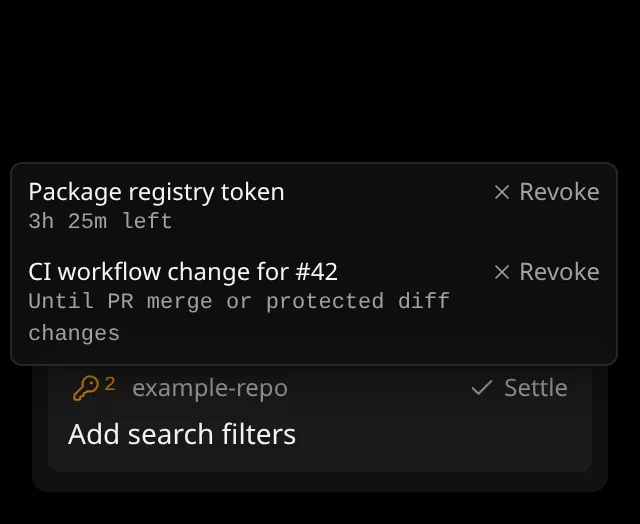 Package registry token
Revoke
3h 25m left
CI workflow change for #42
Revoke
Until PR merge or protected diff
changes
2 example-repo
Settle
Add search filters